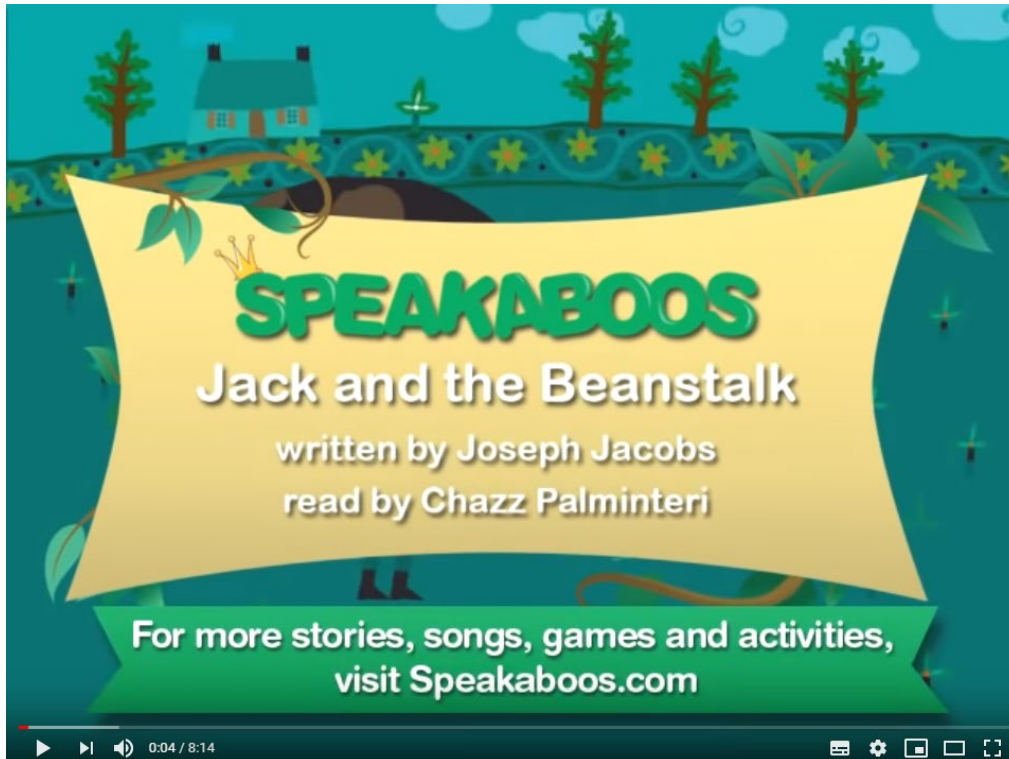 SPEAKABOOS
Jack and the Beanstalk
written by Joseph Jacobs
read by Chazz Palminteri
For more stories, songs, games and activities,
visit Speakaboos.com
0:04 / 8:14